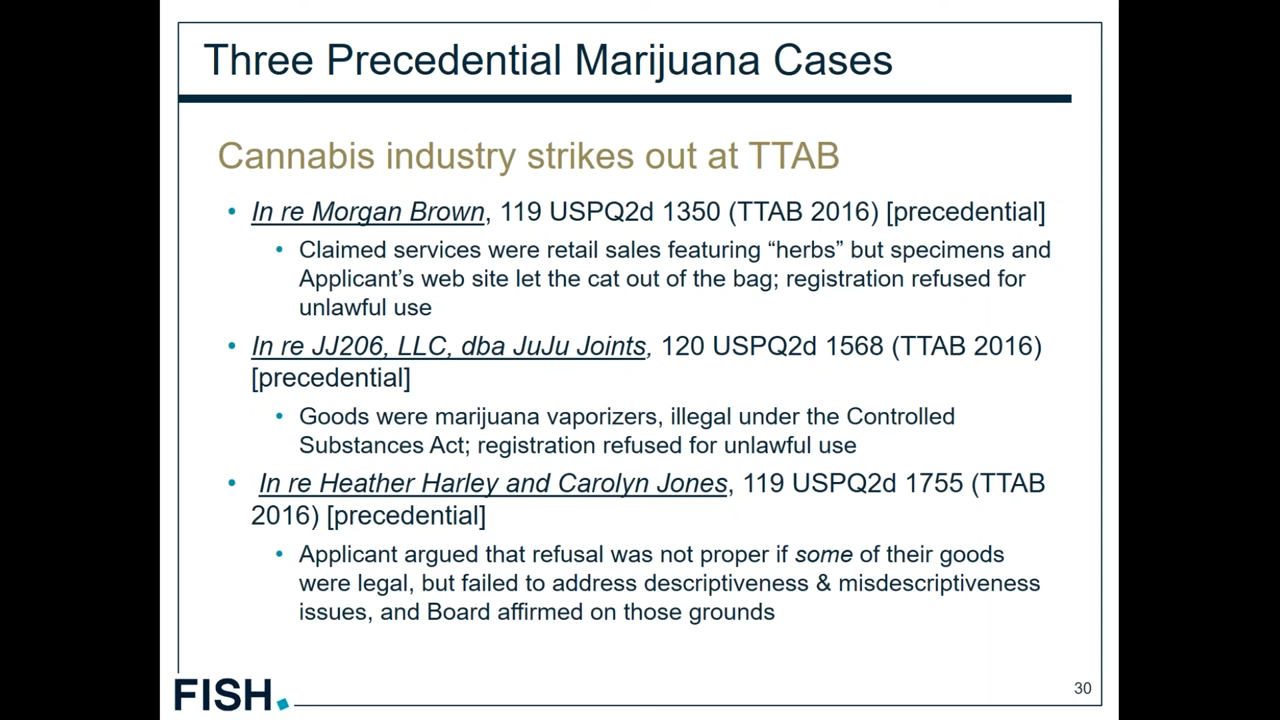 Three Precedential Marijuana Cases
Cannabis industry strikes out at TTAB
• In re Morgan Brown, 119 USPQ2d 1350 (TTAB 2016) [precedential]
• Claimed services were retail sales featuring “herbs” but specimens and
Applicant’s web site let the cat out of the bag; registration refused for
unlawful use
• In re JJ206, LLC, dba JuJu Joints, 120 USPQ2d 1568 (TTAB 2016)
[precedential]
• Goods were marijuana vaporizers, illegal under the Controlled
Substances Act; registration refused for unlawful use
• In re Heather Harley and Carolyn Jones, 119 USPQ2d 1755 (TTAB
2016) [precedential]
• Applicant argued that refusal was not proper if some of their goods
were legal, but failed to address descriptiveness & misdescriptiveness
issues, and Board affirmed on those grounds
FISH.
30